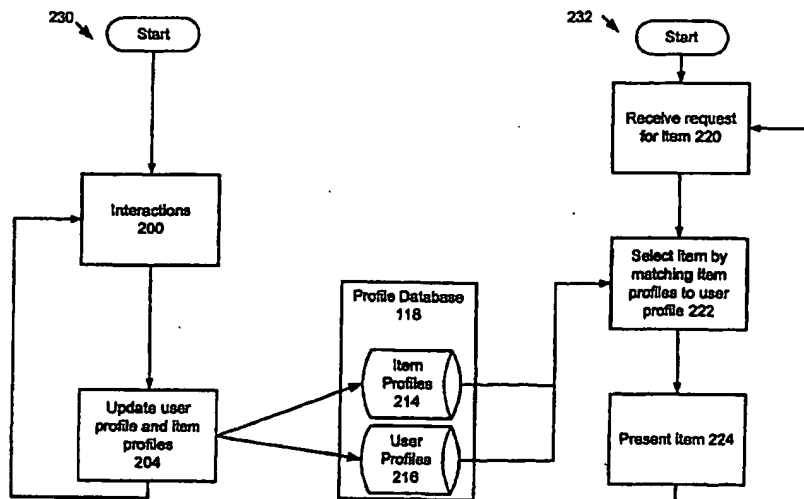 230
Start
Interactions
200
Update user
profile and item
profiles
204
Profile Database
118
Item
Profiles
214
User
Profiles
216
232
Start
Receive request
for item 220
Select item by
matching item
profiles to user
profile 222
Present item 224